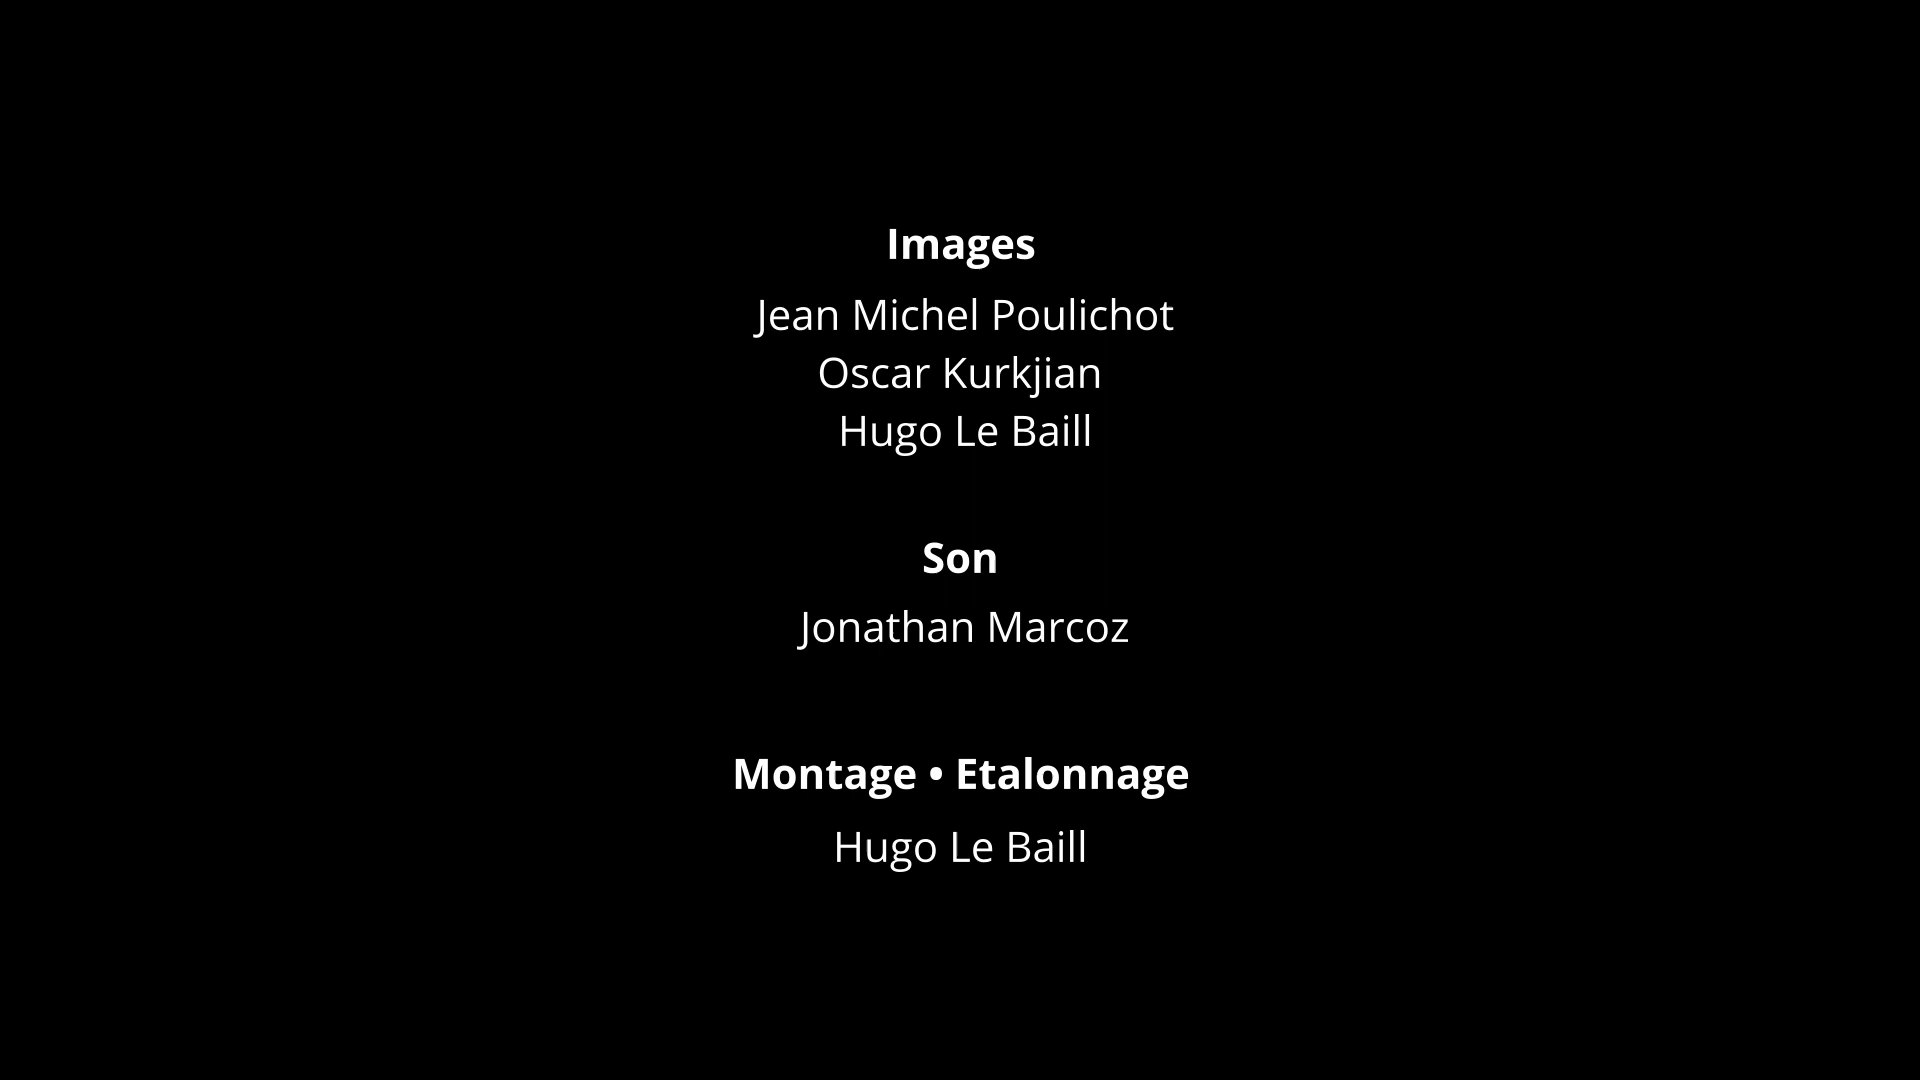 Images
Jean Michel Poulichot
Oscar Kurkjian
Hugo Le Baill
Son
Jonathan Marcoz
Montage • Etalonnage
Hugo Le Baill